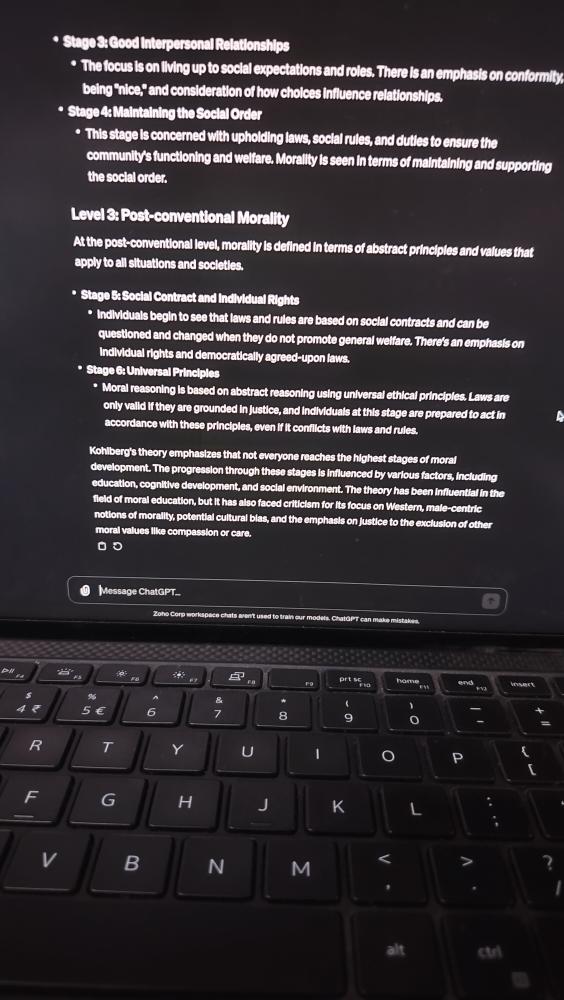 • Stage 3: Good Interpersonal Relationships
• The focus is on living up to social expectations and roles. There is an emphasis on conformity,
being "nice," and consideration of how choices influence relationships.
• Stage 4: Maintaining the Social Order
• This stage is concerned with upholding laws, social rules, and duties to ensure the
community's functioning and welfare. Morality is seen in terms of maintaining and supporting
the social order.
Level 3: Post-conventional Morality
At the post-conventional level, morality is defined in terms of abstract principles and values that
apply to all situations and societies.
• Stage 5: Social Contract and Individual Rights
• Individuals begin to see that laws and rules are based on social contracts and can be
questioned and changed when they do not promote general welfare. There's an emphasis on
individual rights and democratically agreed-upon laws.
• Stage 6: Universal Principles
• Moral reasoning is based on abstract reasoning using universal ethical principles. Laws are
only valid if they are grounded in justice, and individuals at this stage are prepared to act in
accordance with these principles, even if it conflicts with laws and rules.
Kohlberg's theory emphasizes that not everyone reaches the highest stages of moral
development. The progression through these stages is influenced by various factors, including
education, cognitive development, and social environment. The theory has been influential in the
field of moral education, but it has also faced criticism for its focus on Western, male-centric
notions of morality, potential cultural bias, and the emphasis on justice to the exclusion of other
moral values like compassion or care.
Message ChatGPT...
Zoho Corp workspace chats aren't used to train our models. ChatGPT can make mistakes.
F4 F5 F6 F7 F8 F9 prt sc F10 home F11 end F12 insert
$ % ^ & * ( ) _ +
4 ₹ 5 € 6 7 8 9 0 - =
R T Y U I O P { [
F G H J K L : ;
V B N M < , > . ? /
alt ctrl